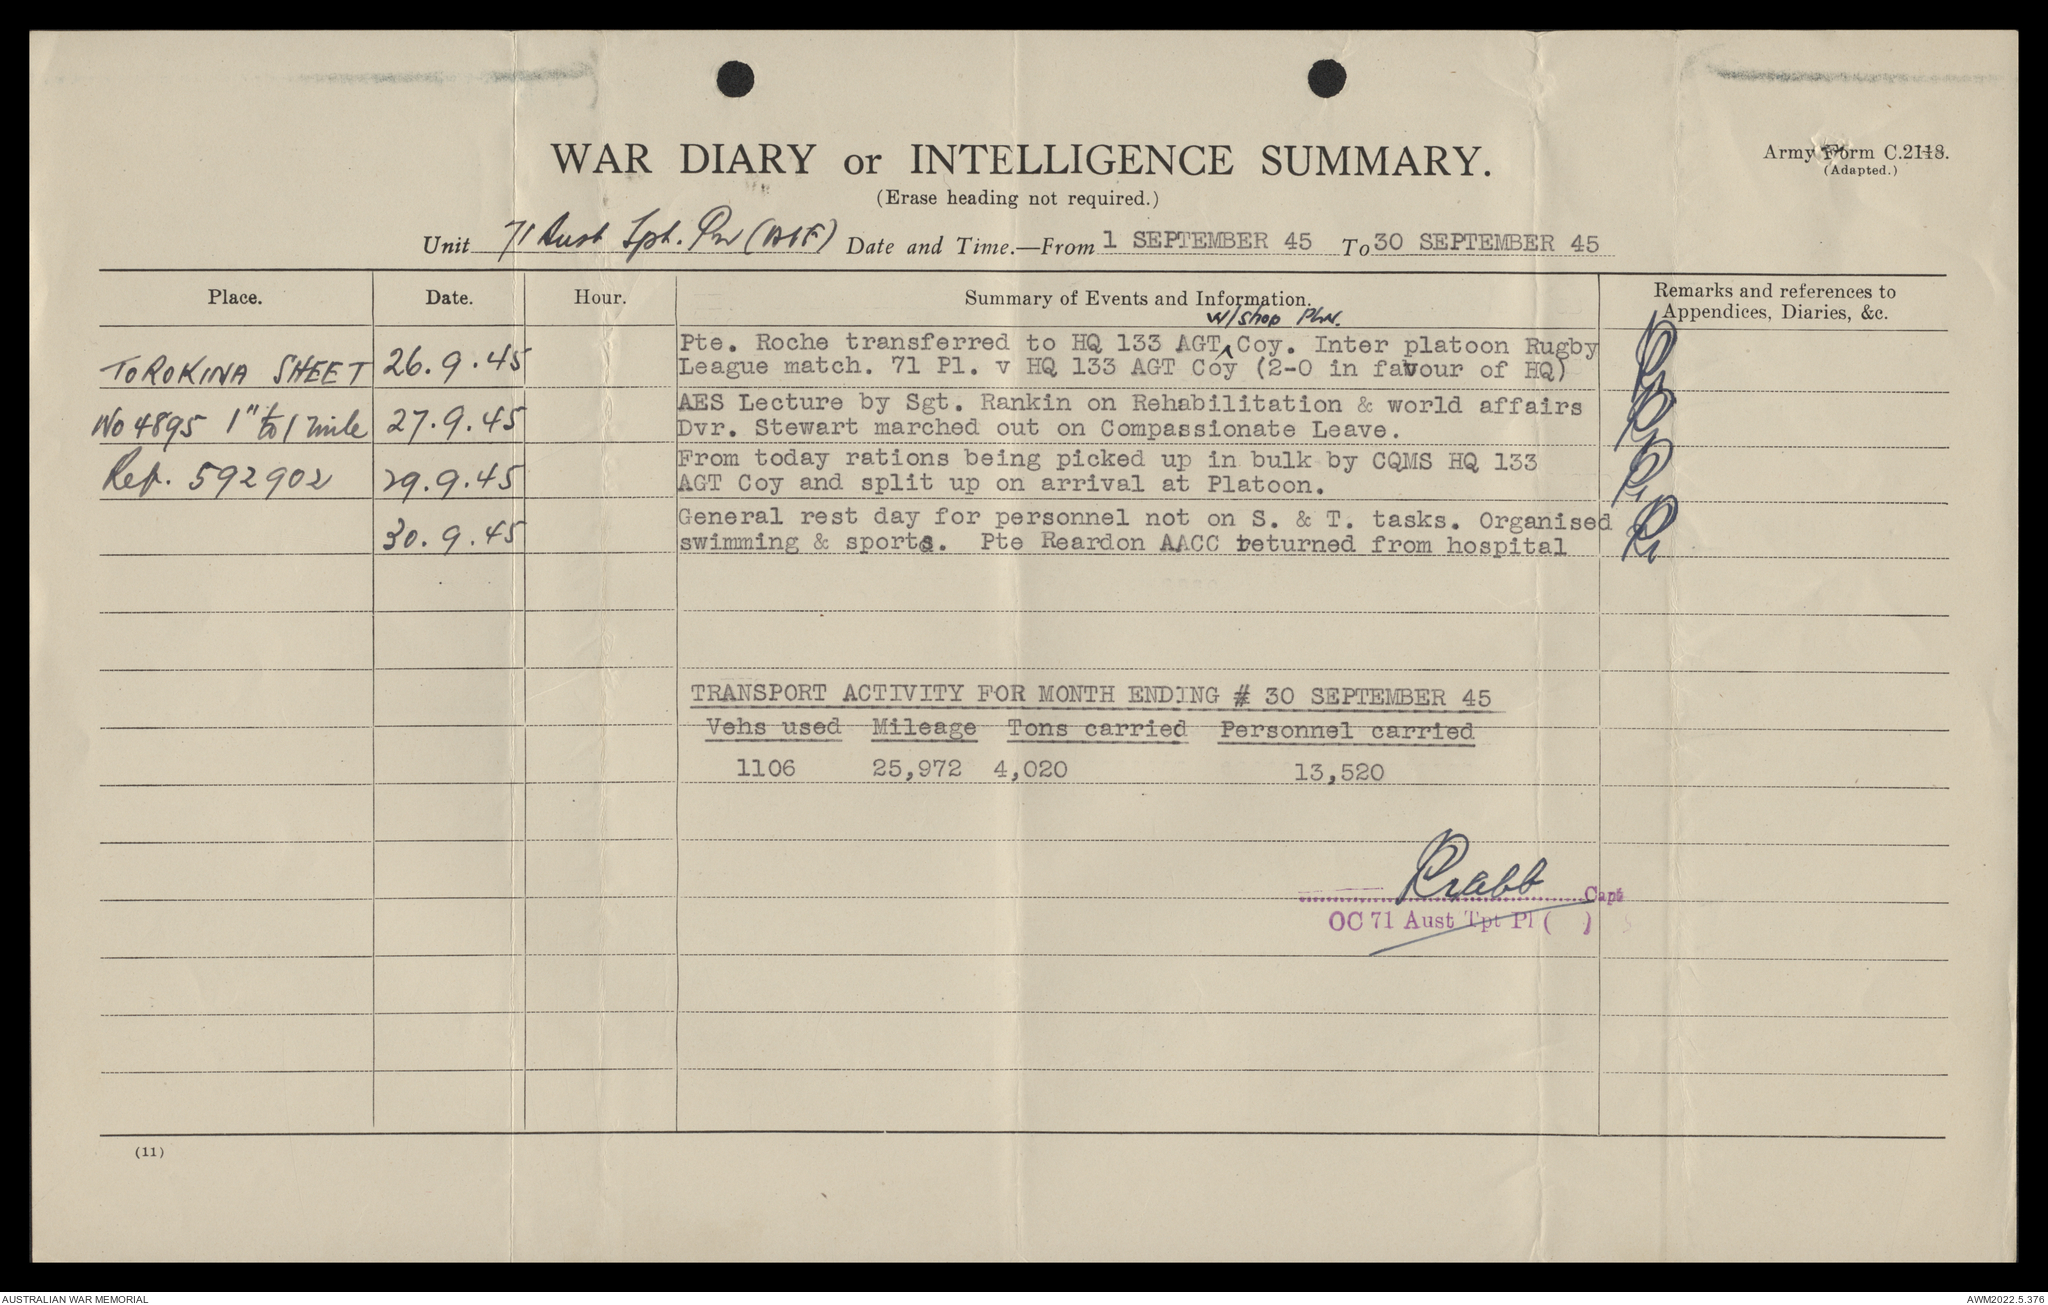 WAR DIARY or INTELLIGENCE SUMMARY.
Army Form C.2118.
(Adapted.)
(Erase heading not required.)
Unit 71 Aust Tpt. Pln (AIF) Date and Time.—From 1 SEPTEMBER 45 To 30 SEPTEMBER 45
Place. Date. Hour. Summary of Events and Information. Remarks and references to
Appendices, Diaries, &c.
W/Shop Pln.
Pte. Roche transferred to HQ 133 AGT Coy. Inter platoon Rugby
TOROKINA SHEET 26.9.45 League match. 71 Pl. v HQ 133 AGT Coy (2-0 in favour of HQ)
AES Lecture by Sgt. Rankin on Rehabilitation & world affairs
No 4895 1" to 1 mile 27.9.45 Dvr. Stewart marched out on Compassionate Leave.
From today rations being picked up in bulk by CQMS HQ 133
Ref. 592902 29.9.45 AGT Coy and split up on arrival at Platoon.
General rest day for personnel not on S. & T. tasks. Organised
30.9.45 swimming & sports. Pte Reardon AACC returned from hospital
TRANSPORT ACTIVITY FOR MONTH ENDING 30 SEPTEMBER 45
Vehs used Mileage Tons carried Personnel carried
1106 25,972 4,020 13,520
Crabb Capt
OC 71 Aust Tpt Pl ( )
(11)
AUSTRALIAN WAR MEMORIAL
AWM2022.5.376